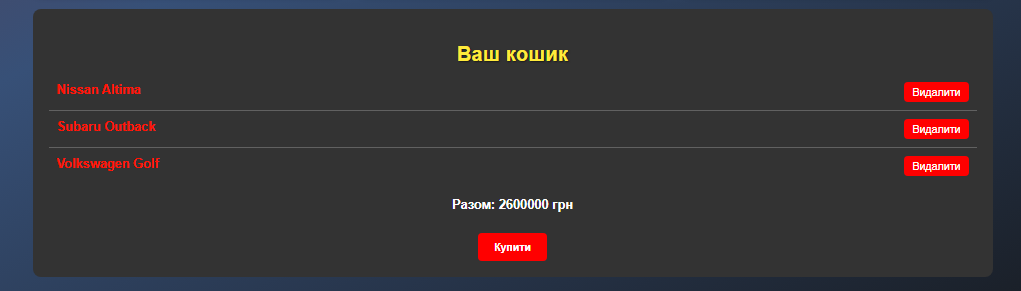 Ваш кошик
Nissan Altima Видалити
Subaru Outback Видалити
Volkswagen Golf Видалити
Разом: 2600000 грн
Купити